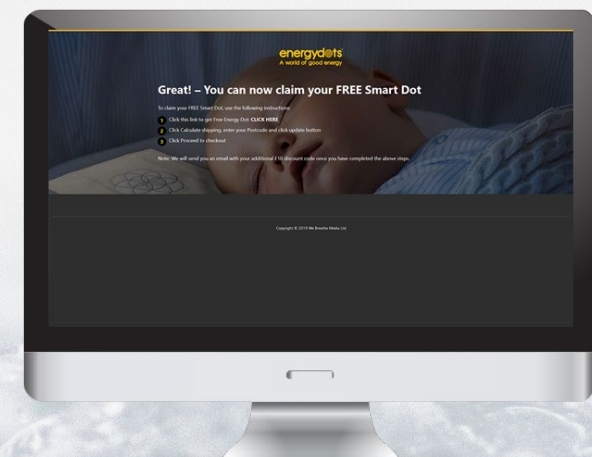 energydots
A world of good energy
Great! – You can now claim your FREE Smart Dot
To claim your FREE Smart Dot, use the following instructions:
1 Click this link to get Free Energy Dot: CLICK HERE
2 Click Calculate shipping, enter your Postcode and click update button
3 Click Proceed to checkout
Note: We will send you an email with your additional £10 discount code once you have completed the above steps.
Copyright © 2019 We Breathe Media Ltd